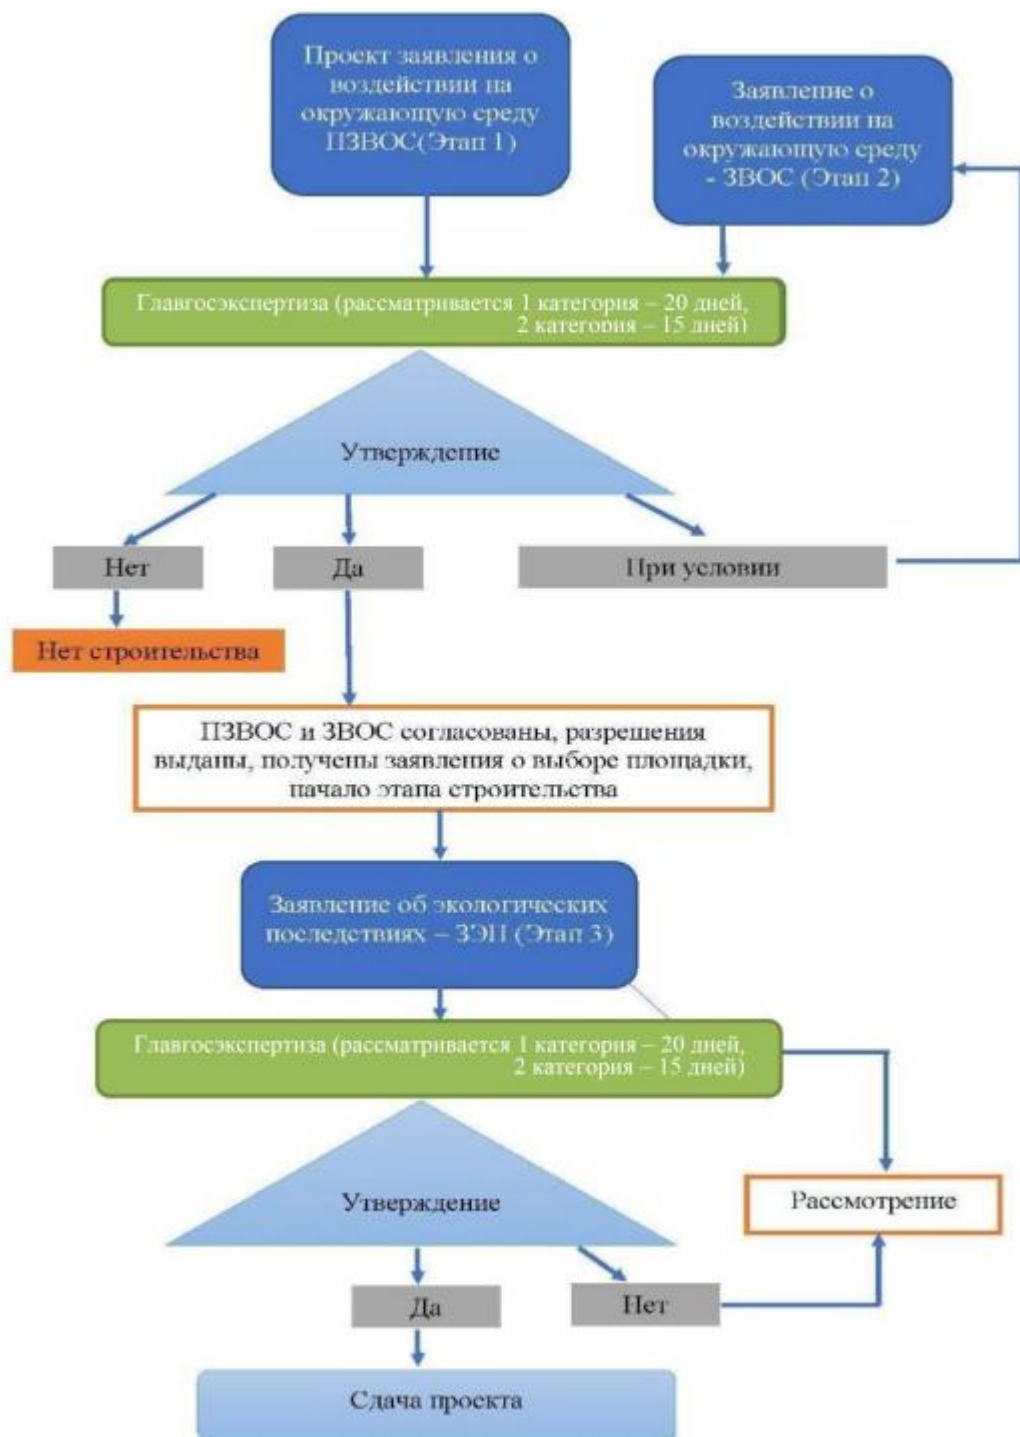 Проект заявления о
воздействии на
окружающую среду
ПЗВОС(Этап 1)
Заявление о
воздействии на
окружающую среду
- ЗВОС (Этап 2)
Главгосэкспертиза (рассматривается 1 категория – 20 дней,
2 категория – 15 дней)
Утверждение
Нет
Да
При условии
Нет строительства
ПЗВОС и ЗВОС согласованы, разрешения
выданы, получены заявления о выборе площадки,
начало этапа строительства
Заявление об экологических
последствиях – ЗЭП (Этап 3)
Главгосэкспертиза (рассматривается 1 категория – 20 дней,
2 категория – 15 дней)
Утверждение
Рассмотрение
Да
Нет
Сдача проекта